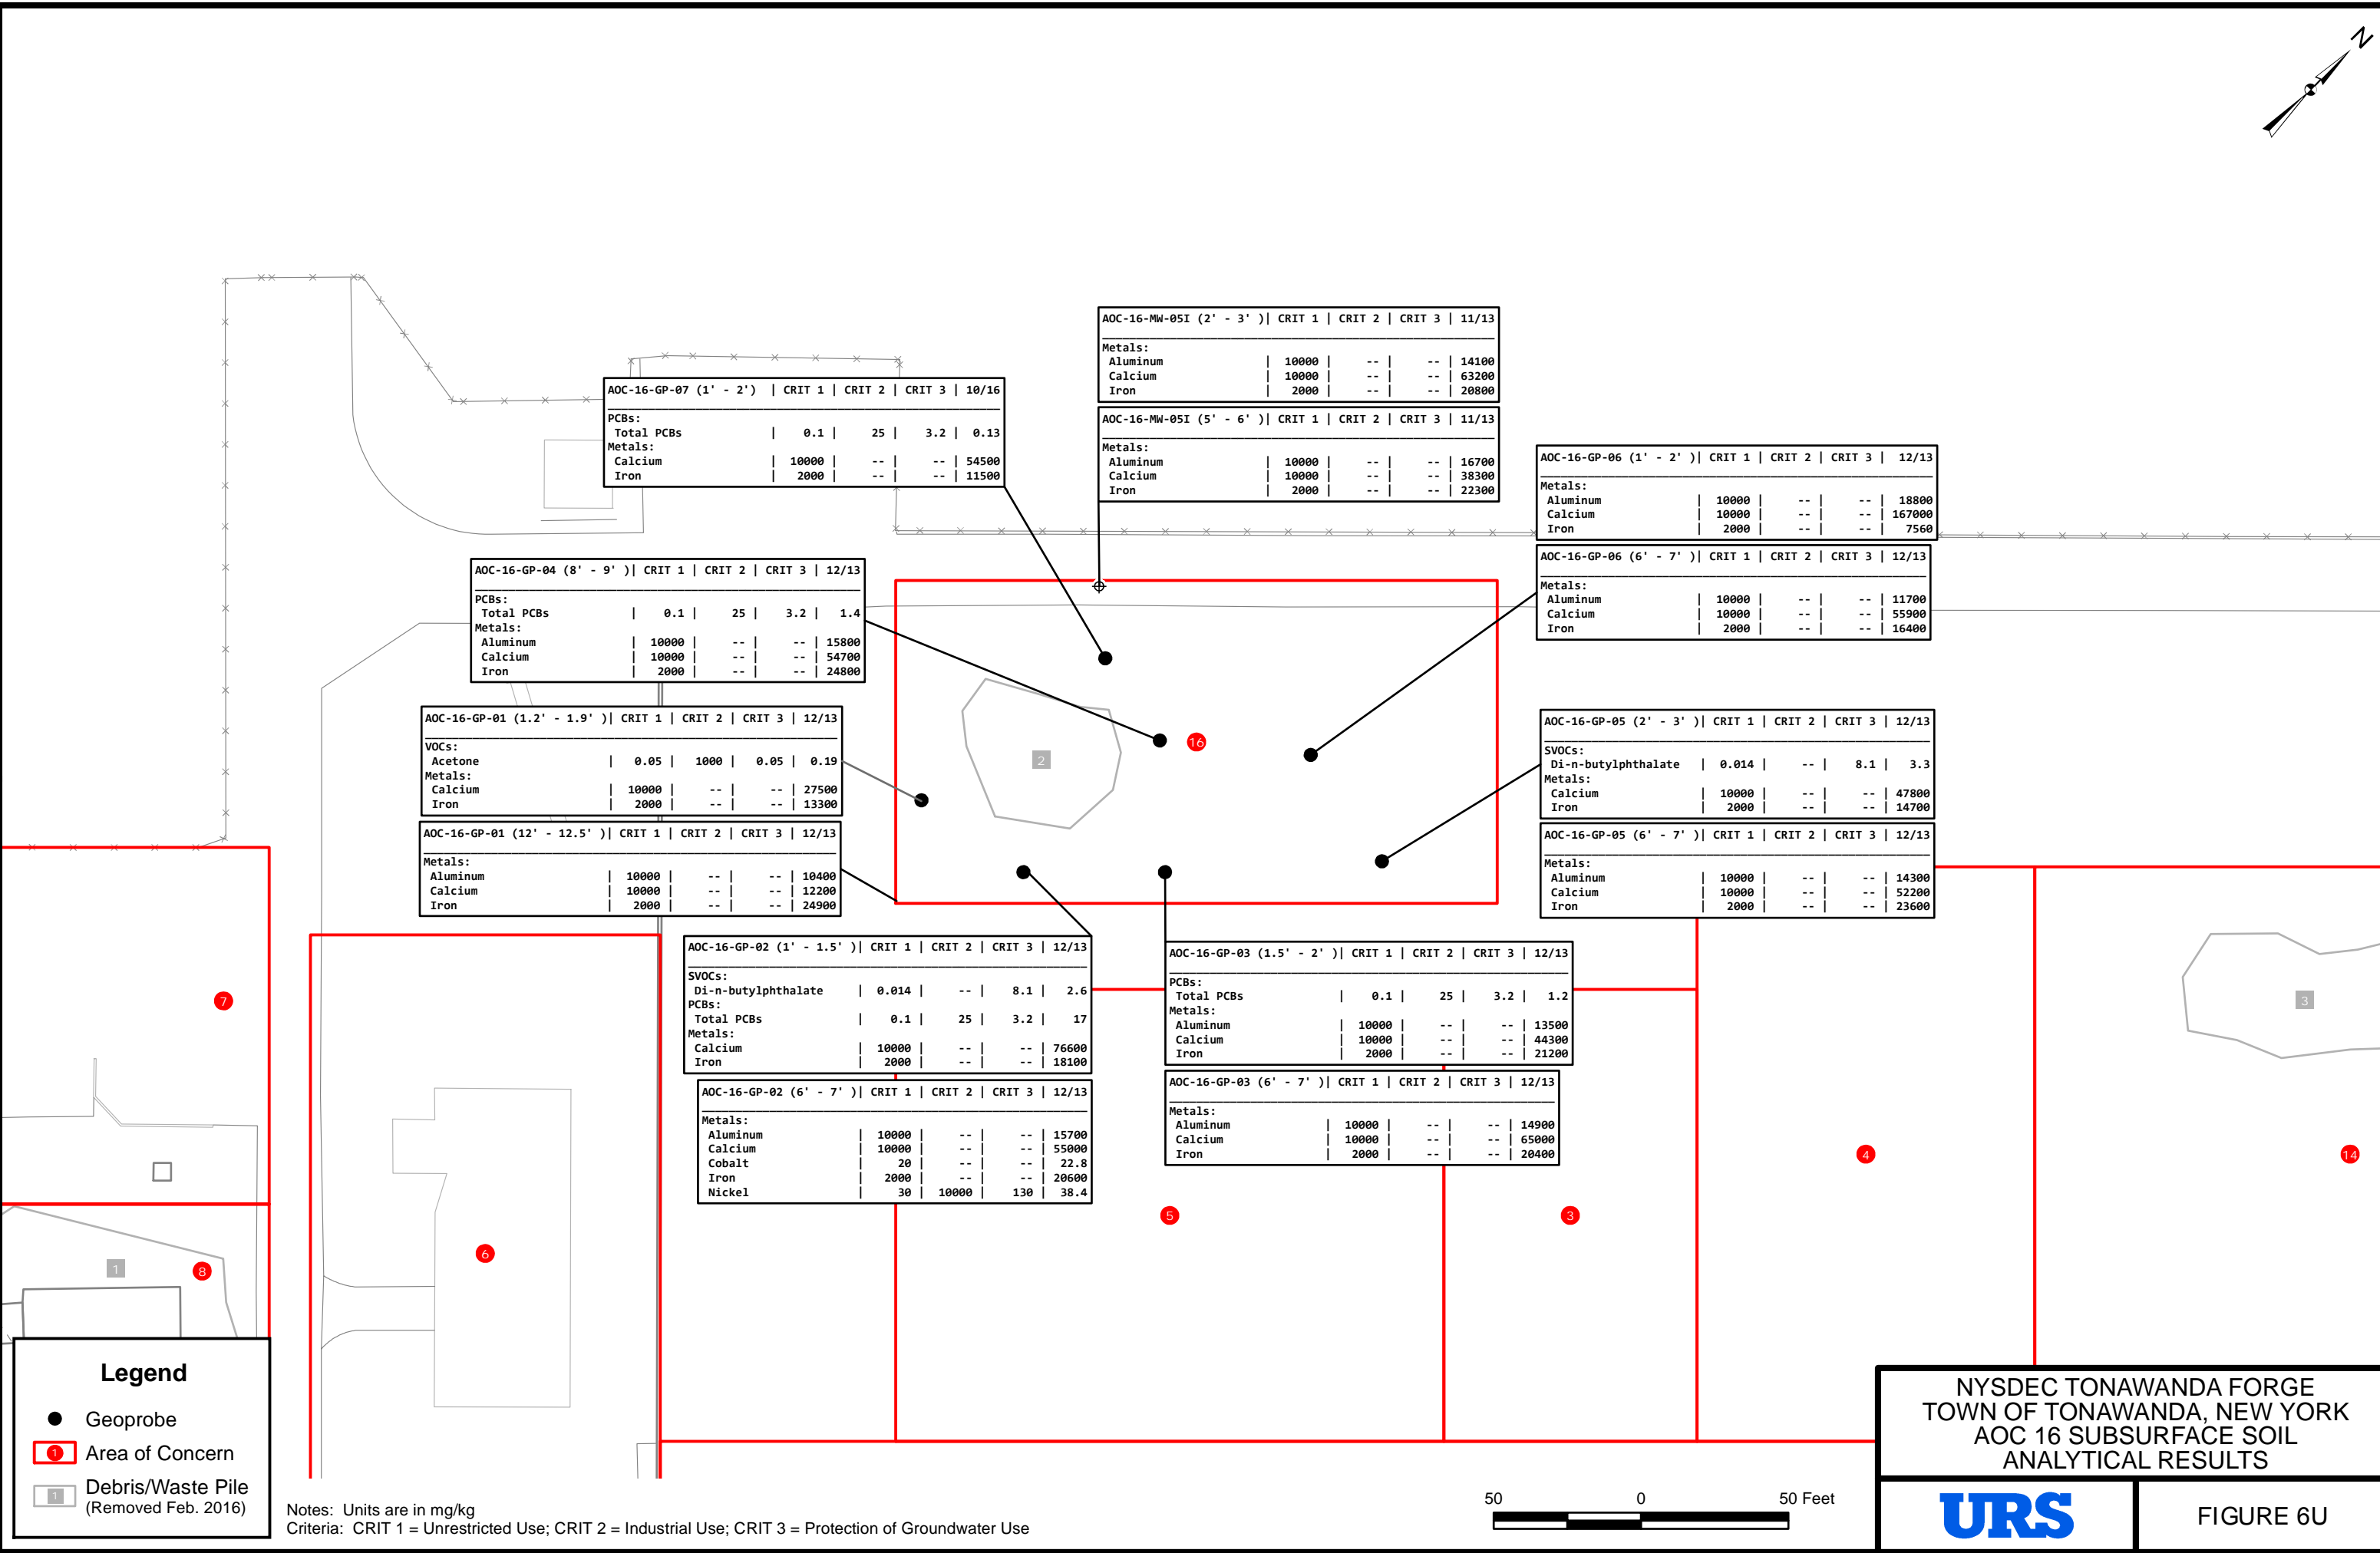 N
AOC-16-MW-05I (2' - 3' )| CRIT 1 | CRIT 2 | CRIT 3 | 11/13
Metals:
Aluminum | 10000 | -- | -- | 14100
Calcium | 10000 | -- | -- | 63200
Iron | 2000 | -- | -- | 20800
AOC-16-GP-07 (1' - 2') | CRIT 1 | CRIT 2 | CRIT 3 | 10/16
PCBs:
Total PCBs | 0.1 | 25 | 3.2 | 0.13
Metals:
Calcium | 10000 | -- | -- | 54500
Iron | 2000 | -- | -- | 11500
AOC-16-MW-05I (5' - 6' )| CRIT 1 | CRIT 2 | CRIT 3 | 11/13
Metals:
Aluminum | 10000 | -- | -- | 16700
Calcium | 10000 | -- | -- | 38300
Iron | 2000 | -- | -- | 22300
AOC-16-GP-06 (1' - 2' )| CRIT 1 | CRIT 2 | CRIT 3 | 12/13
Metals:
Aluminum | 10000 | -- | -- | 18800
Calcium | 10000 | -- | -- | 167000
Iron | 2000 | -- | -- | 7560
AOC-16-GP-06 (6' - 7' )| CRIT 1 | CRIT 2 | CRIT 3 | 12/13
Metals:
Aluminum | 10000 | -- | -- | 11700
Calcium | 10000 | -- | -- | 55900
Iron | 2000 | -- | -- | 16400
AOC-16-GP-04 (8' - 9' )| CRIT 1 | CRIT 2 | CRIT 3 | 12/13
PCBs:
Total PCBs | 0.1 | 25 | 3.2 | 1.4
Metals:
Aluminum | 10000 | -- | -- | 15800
Calcium | 10000 | -- | -- | 54700
Iron | 2000 | -- | -- | 24800
AOC-16-GP-01 (1.2' - 1.9' )| CRIT 1 | CRIT 2 | CRIT 3 | 12/13
VOCs:
Acetone | 0.05 | 1000 | 0.05 | 0.19
Metals:
Calcium | 10000 | -- | -- | 27500
Iron | 2000 | -- | -- | 13300
2
16
AOC-16-GP-05 (2' - 3' )| CRIT 1 | CRIT 2 | CRIT 3 | 12/13
SVOCs:
Di-n-butylphthalate | 0.014 | -- | 8.1 | 3.3
Metals:
Calcium | 10000 | -- | -- | 47800
Iron | 2000 | -- | -- | 14700
AOC-16-GP-01 (12' - 12.5' )| CRIT 1 | CRIT 2 | CRIT 3 | 12/13
Metals:
Aluminum | 10000 | -- | -- | 10400
Calcium | 10000 | -- | -- | 12200
Iron | 2000 | -- | -- | 24900
AOC-16-GP-05 (6' - 7' )| CRIT 1 | CRIT 2 | CRIT 3 | 12/13
Metals:
Aluminum | 10000 | -- | -- | 14300
Calcium | 10000 | -- | -- | 52200
Iron | 2000 | -- | -- | 23600
AOC-16-GP-02 (1' - 1.5' )| CRIT 1 | CRIT 2 | CRIT 3 | 12/13
SVOCs:
Di-n-butylphthalate | 0.014 | -- | 8.1 | 2.6
PCBs:
Total PCBs | 0.1 | 25 | 3.2 | 17
Metals:
Calcium | 10000 | -- | -- | 76600
Iron | 2000 | -- | -- | 18100
AOC-16-GP-03 (1.5' - 2' )| CRIT 1 | CRIT 2 | CRIT 3 | 12/13
PCBs:
Total PCBs | 0.1 | 25 | 3.2 | 1.2
Metals:
Aluminum | 10000 | -- | -- | 13500
Calcium | 10000 | -- | -- | 44300
Iron | 2000 | -- | -- | 21200
AOC-16-GP-02 (6' - 7' )| CRIT 1 | CRIT 2 | CRIT 3 | 12/13
Metals:
Aluminum | 10000 | -- | -- | 15700
Calcium | 10000 | -- | -- | 55000
Cobalt | 20 | -- | -- | 22.8
Iron | 2000 | -- | -- | 20600
Nickel | 30 | 10000 | 130 | 38.4
AOC-16-GP-03 (6' - 7' )| CRIT 1 | CRIT 2 | CRIT 3 | 12/13
Metals:
Aluminum | 10000 | -- | -- | 14900
Calcium | 10000 | -- | -- | 65000
Iron | 2000 | -- | -- | 20400
7
3
4
14
5
3
6
1
8
Legend
Geoprobe
1 Area of Concern
1 Debris/Waste Pile
(Removed Feb. 2016)
Notes: Units are in mg/kg
Criteria: CRIT 1 = Unrestricted Use; CRIT 2 = Industrial Use; CRIT 3 = Protection of Groundwater Use
50 0 50 Feet
NYSDEC TONAWANDA FORGE
TOWN OF TONAWANDA, NEW YORK
AOC 16 SUBSURFACE SOIL
ANALYTICAL RESULTS
URS
FIGURE 6U